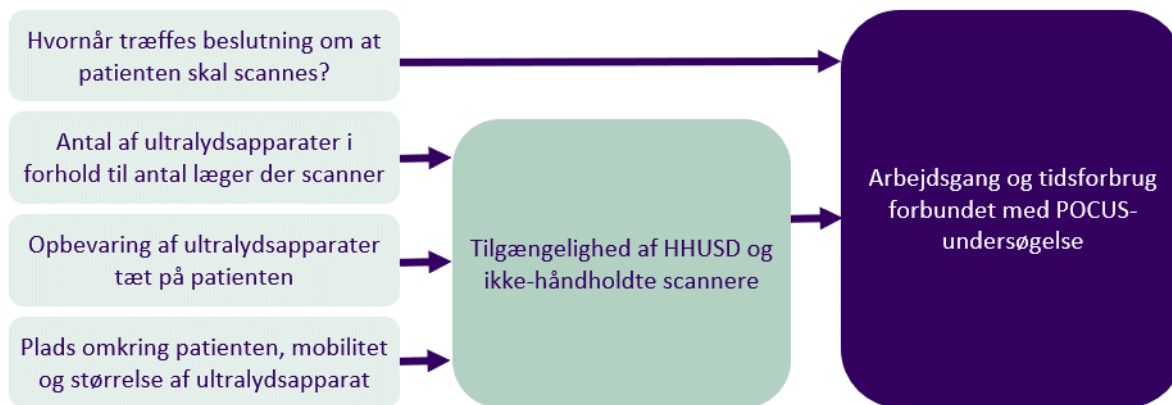 Hvornår træffes beslutning om at
patienten skal scannes?
Antal af ultralydsapparater i
forhold til antal læger der scanner
Opbevaring af ultralydsapparater
tæt på patienten
Plads omkring patienten, mobilitet
og størrelse af ultralydsapparat
Tilgængelighed af HHUSD og
ikke-håndholdte scannere
Arbejdsgang og tidsforbrug
forbundet med POCUS-
undersøgelse